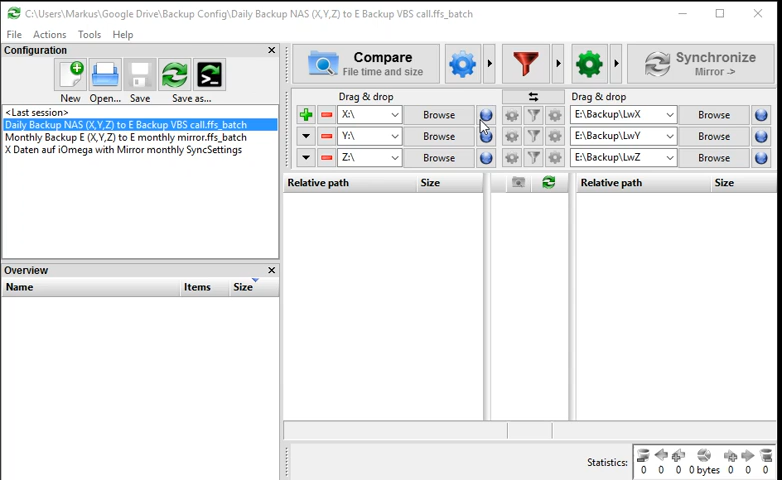 C:\Users\Markus\Google Drive\Backup Config\Daily Backup NAS (X,Y,Z) to E Backup VBS call.ffs_batch
File Actions Tools Help
Configuration
New Open... Save Save as...
<Last session>
Daily Backup NAS (X,Y,Z) to E Backup VBS call.ffs_batch
Monthly Backup E (X,Y,Z) to E monthly mirror.ffs_batch
X Daten auf iOmega with Mirror monthly SyncSettings
Overview
Name Items Size
Compare
File time and size
Synchronize
Mirror ->
Drag & drop Drag & drop
X:\ Browse E:\Backup\LwX Browse
Y:\ Browse E:\Backup\LwY Browse
Z:\ Browse E:\Backup\LwZ Browse
Relative path Size Relative path Size
Statistics: 0 0 0 0 bytes 0 0 0